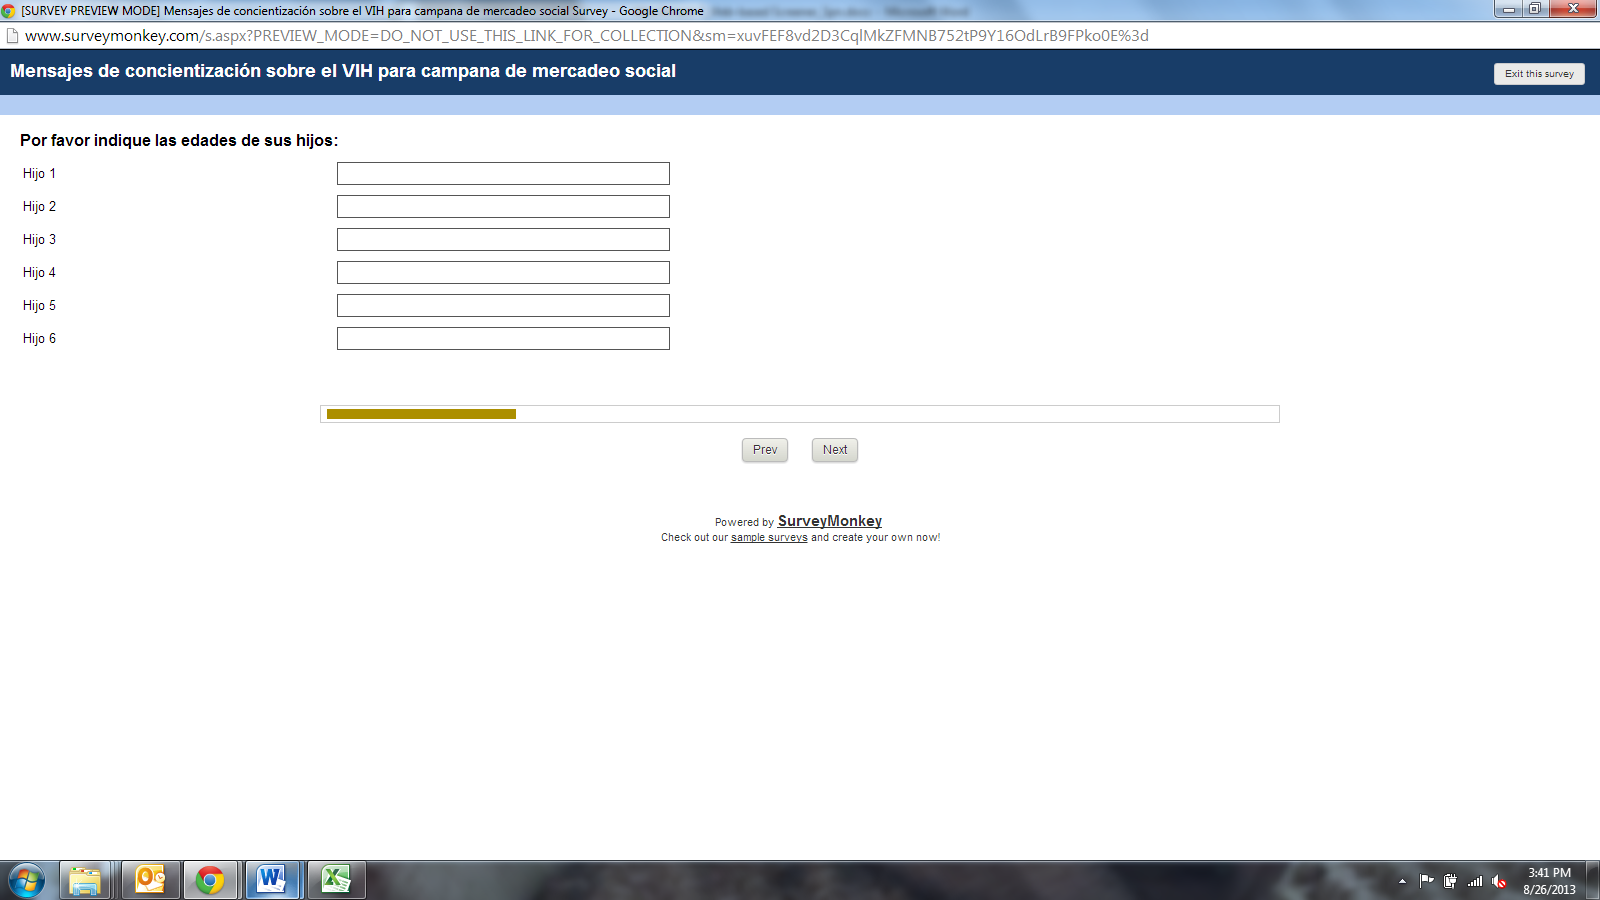 [SURVEY PREVIEW MODE] Mensajes de concientización sobre el VIH para campana de mercadeo social Survey - Google Chrome
www.surveymonkey.com/s.aspx?PREVIEW_MODE=DO_NOT_USE_THIS_LINK_FOR_COLLECTION&sm=xuvFEF8vd2D3CqlMkZFMNB752tP9Y16OdLrB9FPko0E%3d
Mensajes de concientización sobre el VIH para campana de mercadeo social
Exit this survey
Por favor indique las edades de sus hijos:
Hijo 1
Hijo 2
Hijo 3
Hijo 4
Hijo 5
Hijo 6
Prev Next
Powered by SurveyMonkey
Check out our sample surveys and create your own now!
3:41 PM
8/26/2013